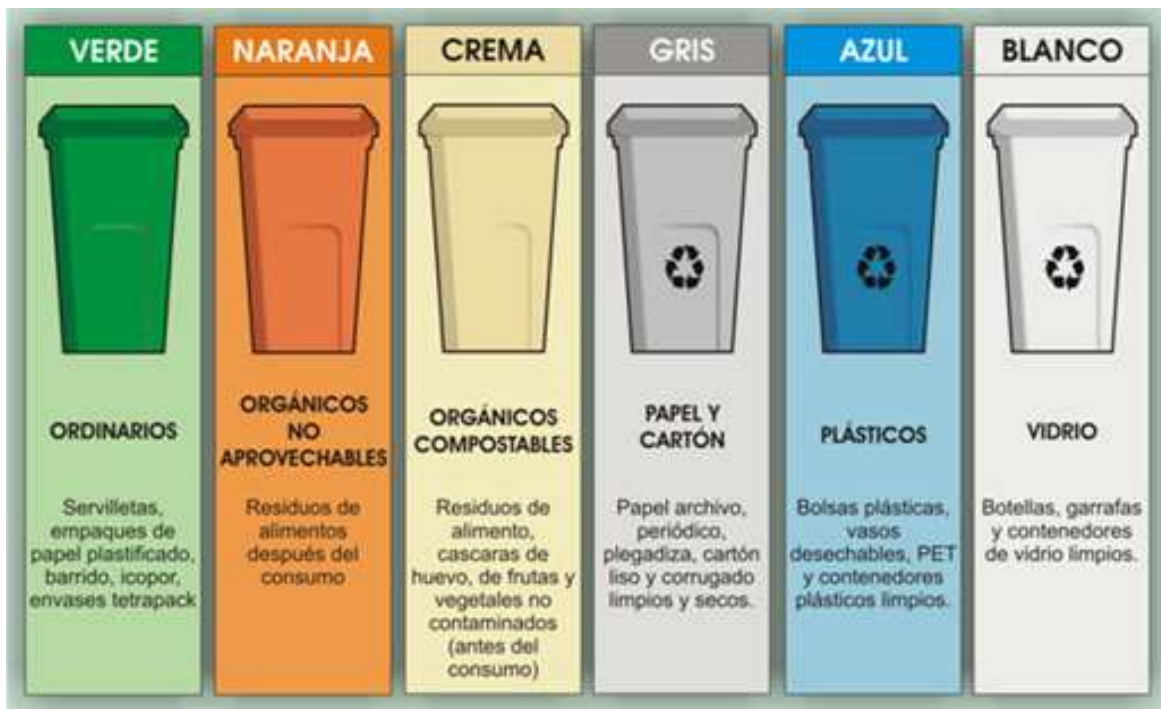 VERDE
ORDINARIOS
Servilletas,
empaques de
papel plastificado,
barrido, icopor,
envases tetrapack
NARANJA
ORGÁNICOS
NO
APROVECHABLES
Residuos de
alimentos
después del
consumo
CREMA
ORGÁNICOS
COMPOSTABLES
Residuos de
alimento,
cascaras de
huevo, de frutas y
vegetales no
contaminados
(antes del
consumo)
GRIS
PAPEL Y
CARTÓN
Papel archivo,
periódico,
plegadiza, cartón
liso y corrugado
limpios y secos.
AZUL
PLÁSTICOS
Bolsas plásticas,
vasos
desechables, PET
y contenedores
plásticos limpios.
BLANCO
VIDRIO
Botellas, garrafas
y contenedores
de vidrio limpios.